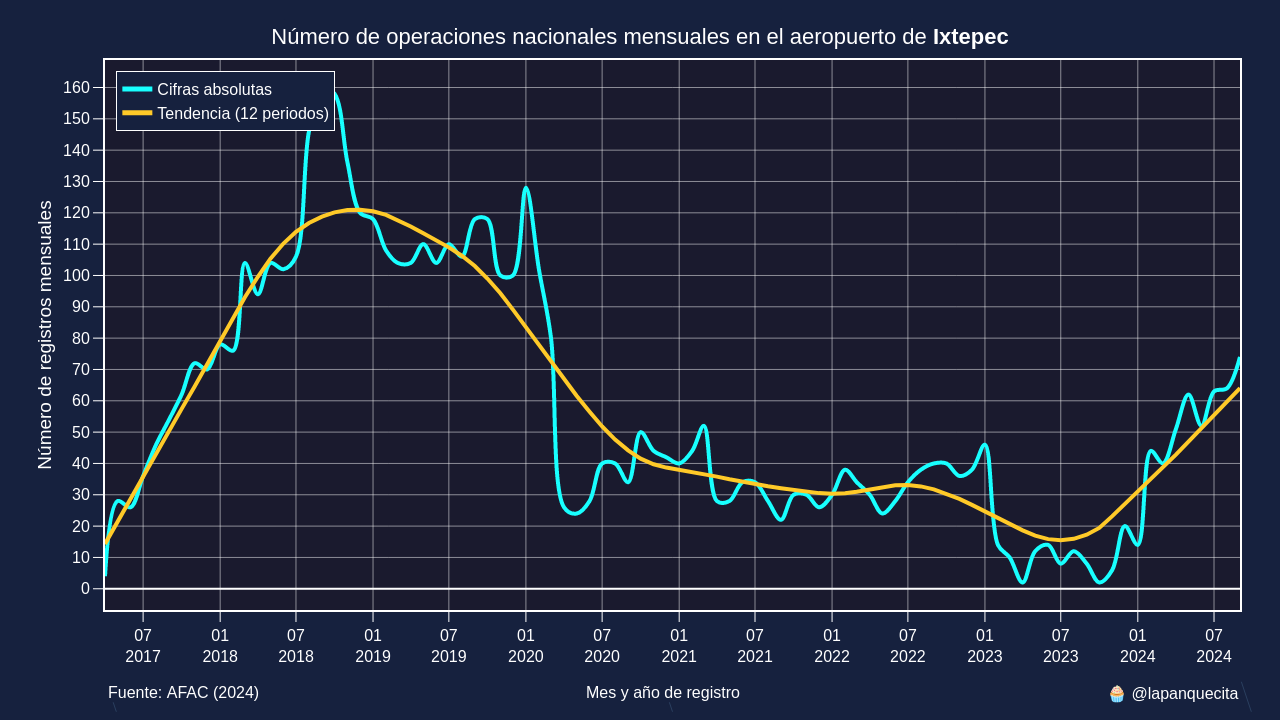 Número de operaciones nacionales mensuales en el aeropuerto de Ixtepec
Cifras absolutas
Tendencia (12 periodos)
Número de registros mensuales
160
150
140
130
120
110
100
90
80
70
60
50
40
30
20
10
0
07 01 07 01 07 01 07 01 07 01 07 01 07 01 07
2017 2018 2018 2019 2019 2020 2020 2021 2021 2022 2022 2023 2023 2024 2024
Fuente: AFAC (2024) Mes y año de registro 🧁 @lapanquecita